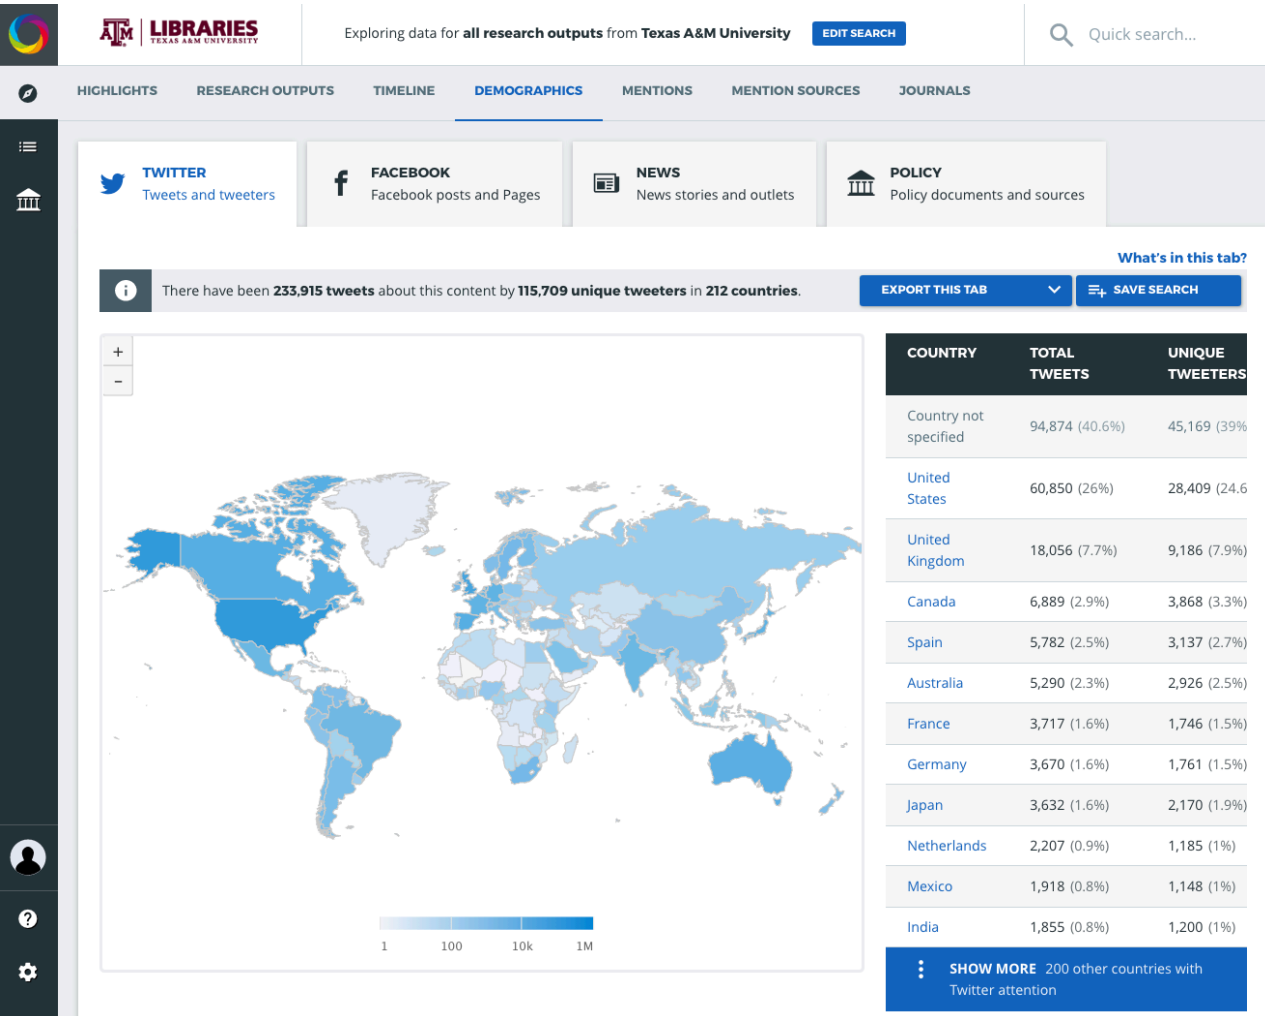 ATM | LIBRARIES
TEXAS A&M UNIVERSITY
Exploring data for all research outputs from Texas A&M University
EDIT SEARCH
Quick search...
HIGHLIGHTS
RESEARCH OUTPUTS
TIMELINE
DEMOGRAPHICS
MENTIONS
MENTION SOURCES
JOURNALS
TWITTER
Tweets and tweeters
FACEBOOK
Facebook posts and Pages
NEWS
News stories and outlets
POLICY
Policy documents and sources
What's in this tab?
There have been 233,915 tweets about this content by 115,709 unique tweeters in 212 countries.
EXPORT THIS TAB
SAVE SEARCH
+
−
COUNTRY TOTAL TWEETS UNIQUE TWEETERS
Country not specified 94,874 (40.6%) 45,169 (39%
United States 60,850 (26%) 28,409 (24.6
United Kingdom 18,056 (7.7%) 9,186 (7.9%)
Canada 6,889 (2.9%) 3,868 (3.3%)
Spain 5,782 (2.5%) 3,137 (2.7%)
Australia 5,290 (2.3%) 2,926 (2.5%)
France 3,717 (1.6%) 1,746 (1.5%)
Germany 3,670 (1.6%) 1,761 (1.5%)
Japan 3,632 (1.6%) 2,170 (1.9%)
Netherlands 2,207 (0.9%) 1,185 (1%)
Mexico 1,918 (0.8%) 1,148 (1%)
India 1,855 (0.8%) 1,200 (1%)
SHOW MORE 200 other countries with
Twitter attention
1 100 10k 1M